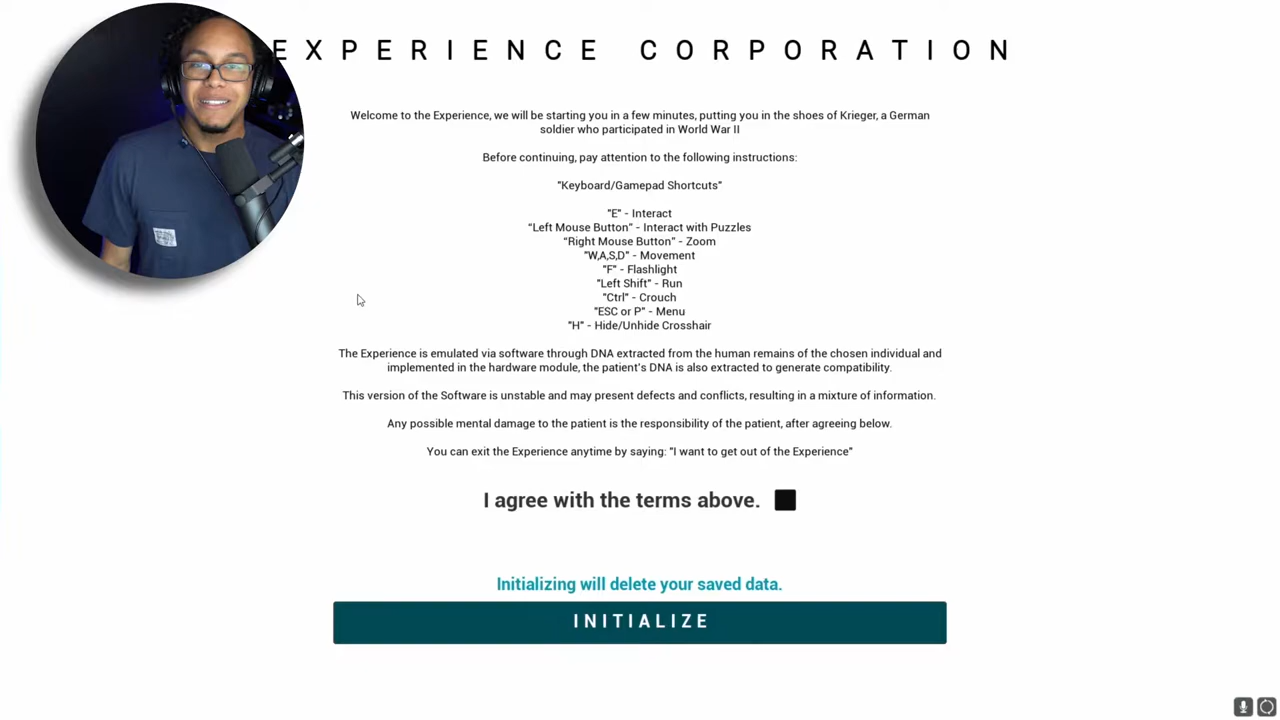 EXPERIENCE CORPORATION
Welcome to the Experience, we will be starting you in a few minutes, putting you in the shoes of Krieger, a German
soldier who participated in World War II
Before continuing, pay attention to the following instructions:
"Keyboard/Gamepad Shortcuts"
"E" - Interact
“Left Mouse Button” - Interact with Puzzles
“Right Mouse Button” - Zoom
"W,A,S,D" - Movement
"F" - Flashlight
"Left Shift" - Run
"Ctrl" - Crouch
"ESC or P" - Menu
"H" - Hide/Unhide Crosshair
The Experience is emulated via software through DNA extracted from the human remains of the chosen individual and
implemented in the hardware module, the patient's DNA is also extracted to generate compatibility.
This version of the Software is unstable and may present defects and conflicts, resulting in a mixture of information.
Any possible mental damage to the patient is the responsibility of the patient, after agreeing below.
You can exit the Experience anytime by saying: "I want to get out of the Experience"
I agree with the terms above.
Initializing will delete your saved data.
INITIALIZE